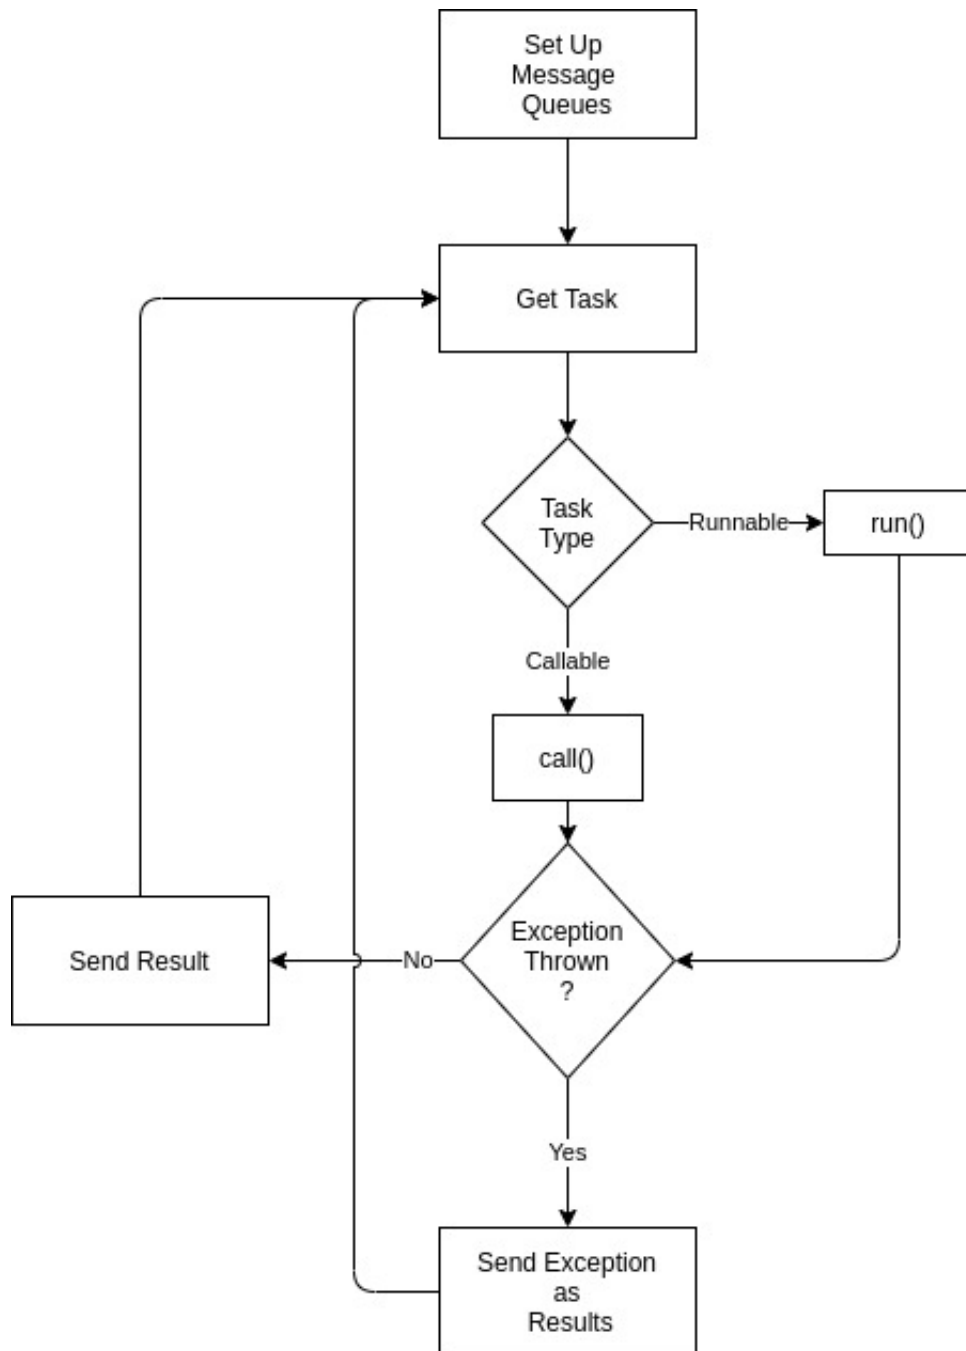 Set Up
Message
Queues
Get Task
Task
Type
Runnable
run()
Callable
call()
Exception
Thrown
?
No
Send Result
Yes
Send Exception
as
Results